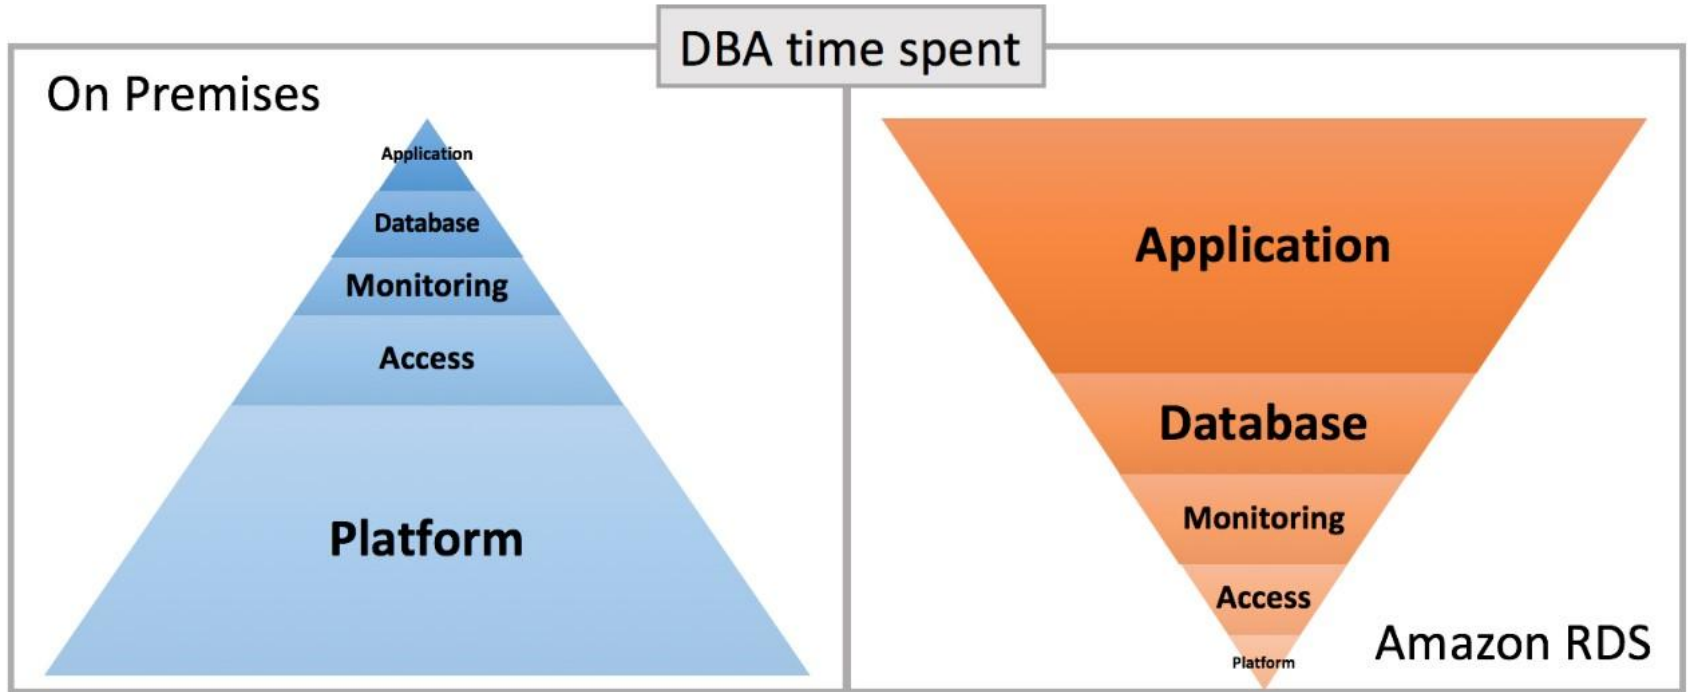 DBA time spent
On Premises
Application
Database
Monitoring
Access
Platform
Application
Database
Monitoring
Access
Platform
Amazon RDS